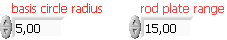 basis circle radius rod plate range
5,00 15,00